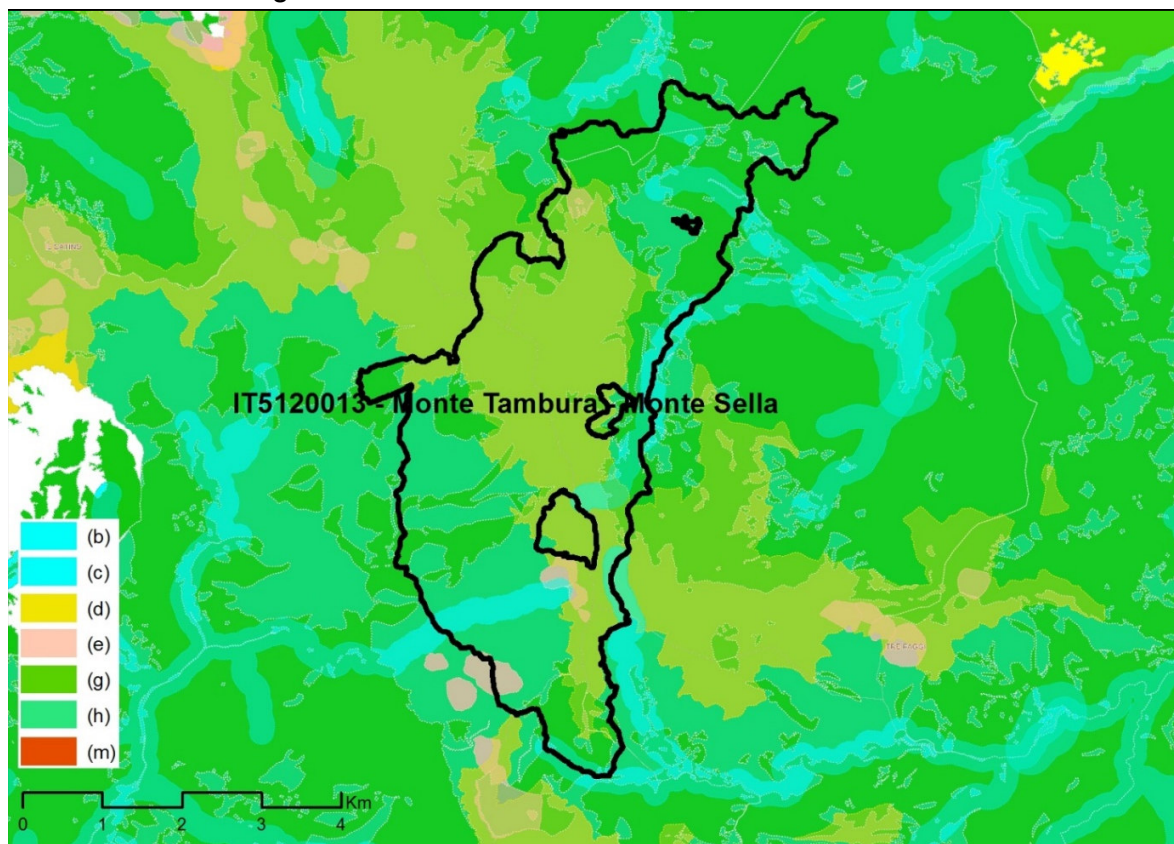 IT5120013 - Monte Tambura - Monte Sella
(b)
(c)
(d)
(e)
(g)
(h)
(m)
Km
0 1 2 3 4